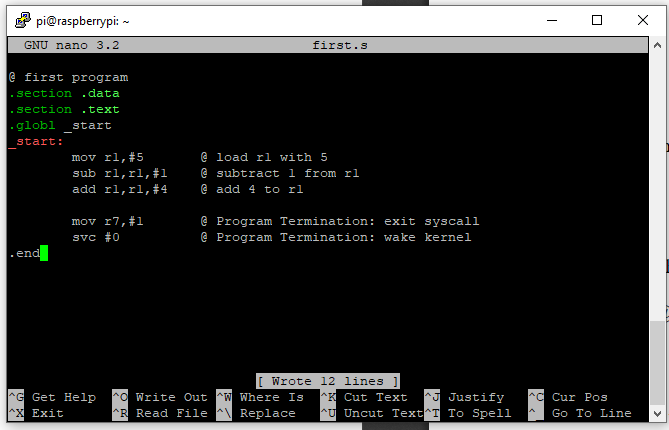 pi@raspberrypi: ~
GNU nano 3.2 first.s
@ first program
.section .data
.section .text
.globl _start
_start:
mov r1,#5 @ load r1 with 5
sub r1,r1,#1 @ subtract 1 from r1
add r1,r1,#4 @ add 4 to r1
mov r7,#1 @ Program Termination: exit syscall
svc #0 @ Program Termination: wake kernel
.end
[ Wrote 12 lines ]
^G Get Help ^O Write Out ^W Where Is ^K Cut Text ^J Justify ^C Cur Pos
^X Exit ^R Read File ^\ Replace ^U Uncut Text ^T To Spell ^_ Go To Line